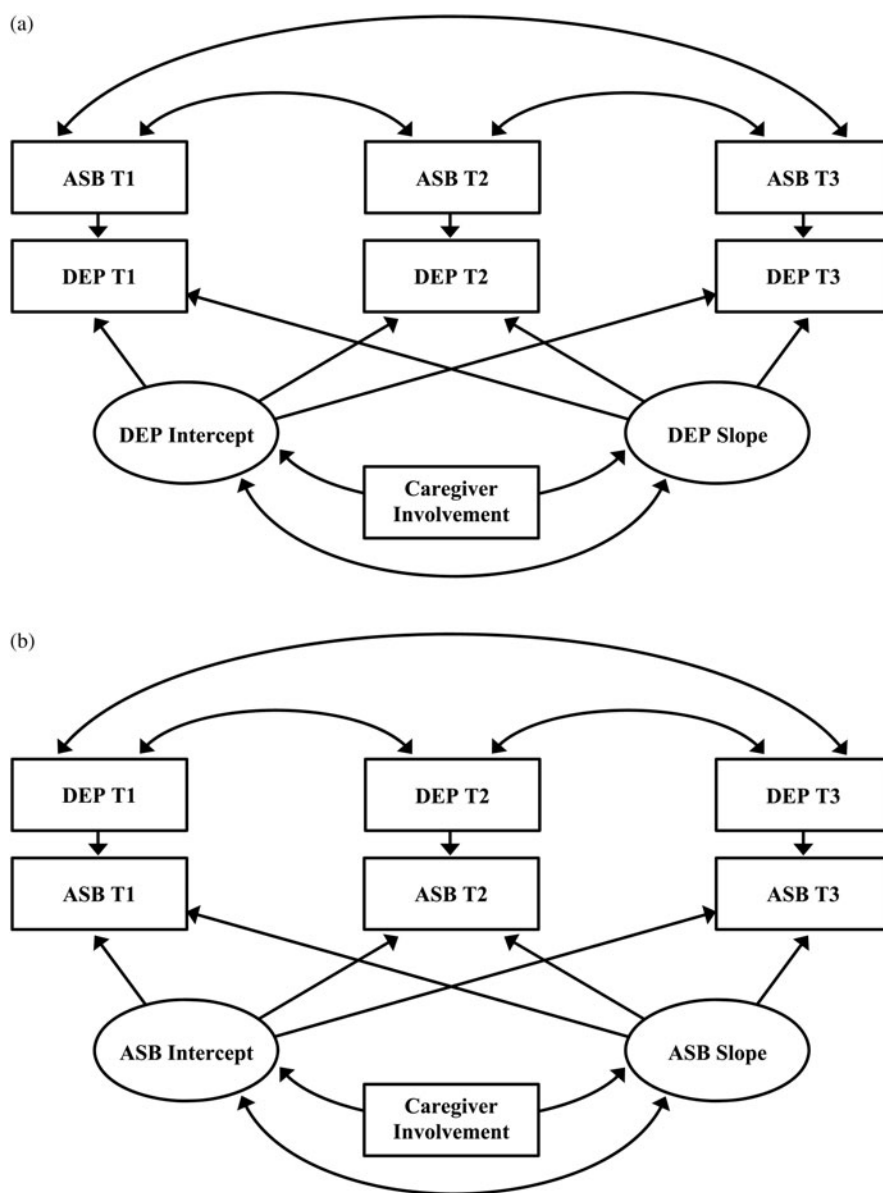 (a)
ASB T1
ASB T2
ASB T3
DEP T1
DEP T2
DEP T3
DEP Intercept
DEP Slope
Caregiver
Involvement
(b)
DEP T1
DEP T2
DEP T3
ASB T1
ASB T2
ASB T3
ASB Intercept
ASB Slope
Caregiver
Involvement